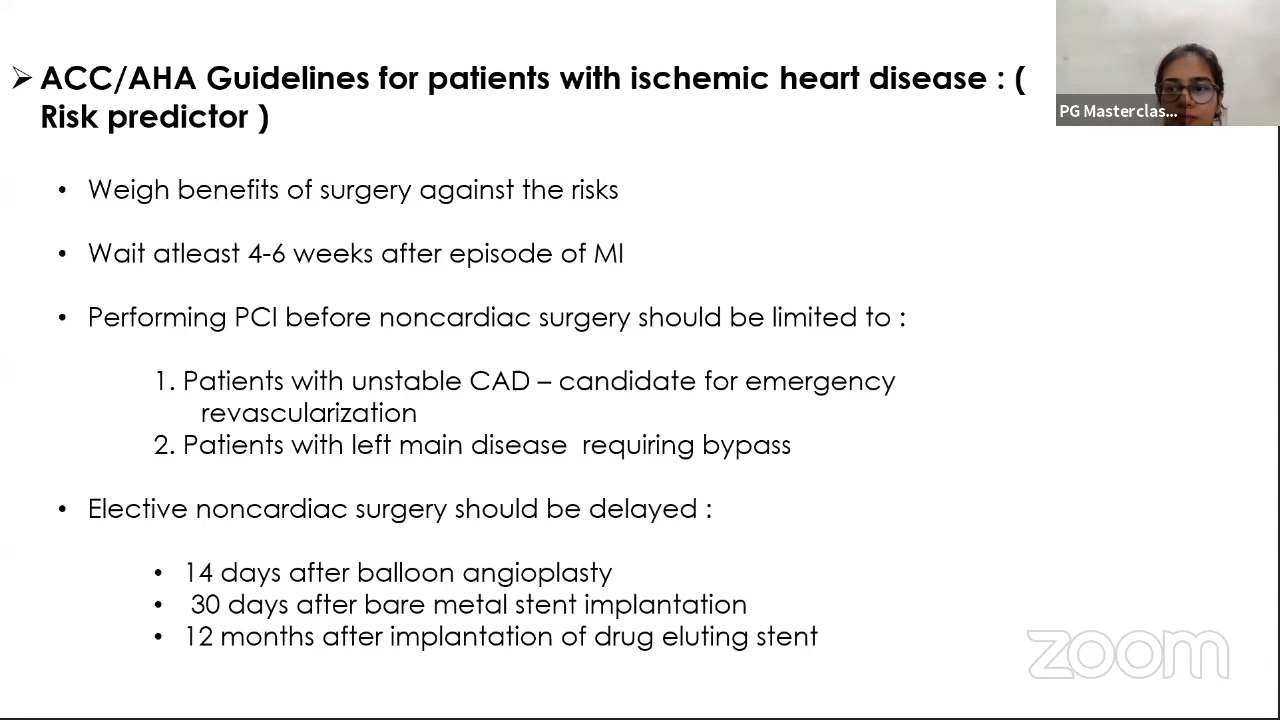 ➢ ACC/AHA Guidelines for patients with ischemic heart disease : (
Risk predictor )
PG Masterclas...
• Weigh benefits of surgery against the risks
• Wait atleast 4-6 weeks after episode of MI
• Performing PCI before noncardiac surgery should be limited to :
1. Patients with unstable CAD – candidate for emergency
revascularization
2. Patients with left main disease requiring bypass
• Elective noncardiac surgery should be delayed :
• 14 days after balloon angioplasty
• 30 days after bare metal stent implantation
• 12 months after implantation of drug eluting stent
zoom